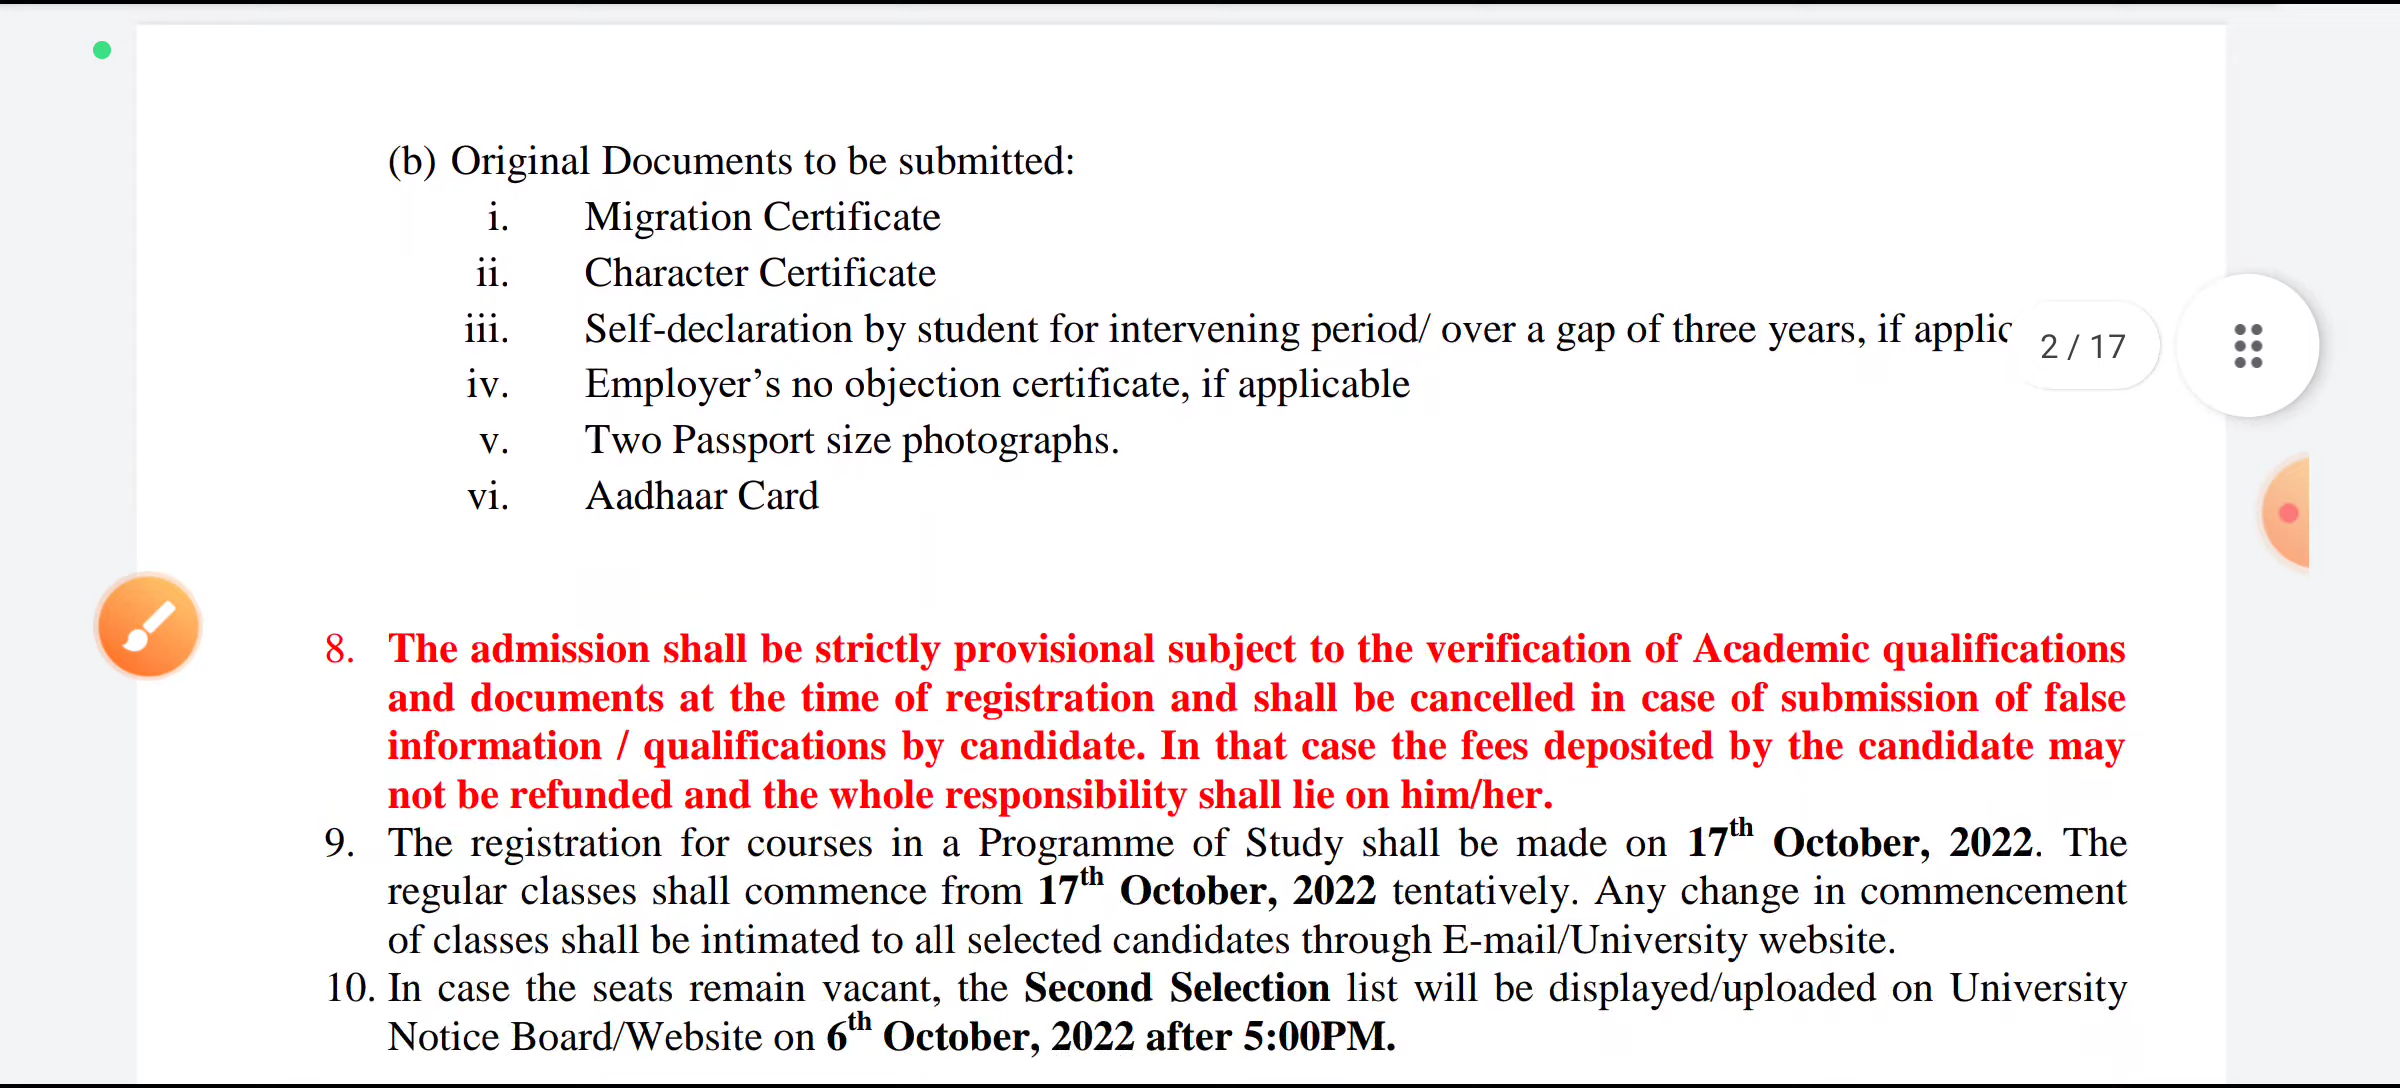 (b) Original Documents to be submitted:
i. Migration Certificate
ii. Character Certificate
iii. Self-declaration by student for intervening period/ over a gap of three years, if applic
2 / 17
iv. Employer’s no objection certificate, if applicable
v. Two Passport size photographs.
vi. Aadhaar Card
8. The admission shall be strictly provisional subject to the verification of Academic qualifications
and documents at the time of registration and shall be cancelled in case of submission of false
information / qualifications by candidate. In that case the fees deposited by the candidate may
not be refunded and the whole responsibility shall lie on him/her.
9. The registration for courses in a Programme of Study shall be made on 17th October, 2022. The
regular classes shall commence from 17th October, 2022 tentatively. Any change in commencement
of classes shall be intimated to all selected candidates through E-mail/University website.
10. In case the seats remain vacant, the Second Selection list will be displayed/uploaded on University
Notice Board/Website on 6th October, 2022 after 5:00PM.